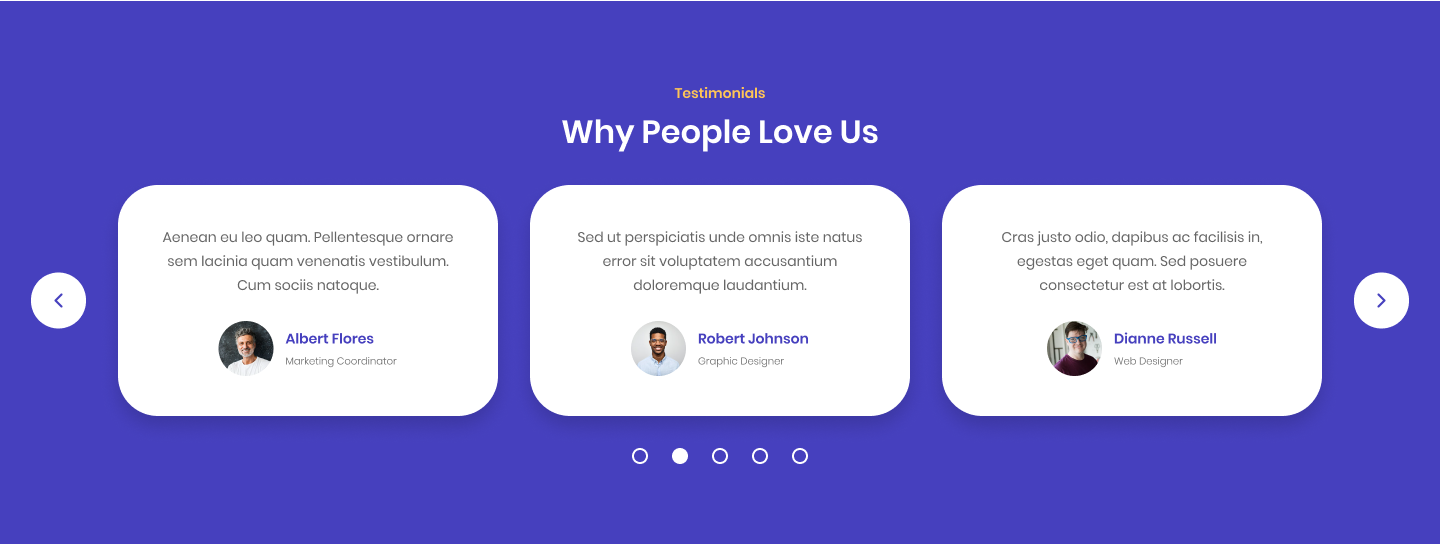 Testimonials
Why People Love Us
Aenean eu leo quam. Pellentesque ornare
sem lacinia quam venenatis vestibulum.
Cum sociis natoque.
Albert Flores
Marketing Coordinator
Sed ut perspiciatis unde omnis iste natus
error sit voluptatem accusantium
doloremque laudantium.
Robert Johnson
Graphic Designer
Cras justo odio, dapibus ac facilisis in,
egestas eget quam. Sed posuere
consectetur est at lobortis.
Dianne Russell
Web Designer